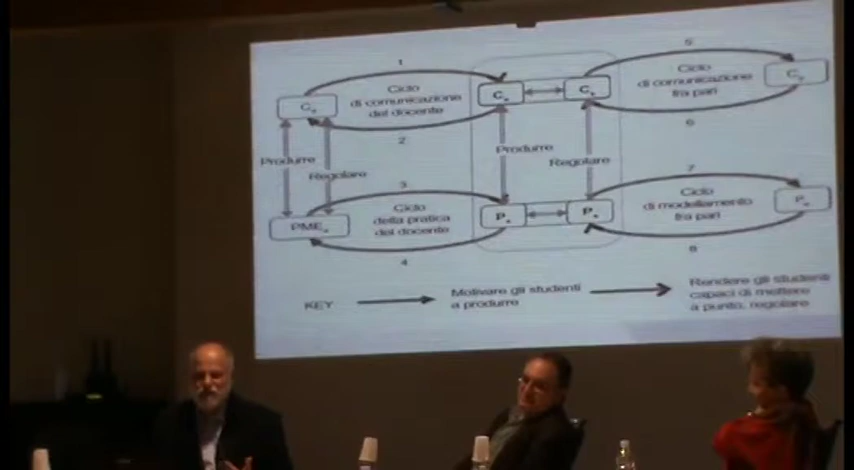 1
5
Ciclo
di comunicazione
del docente
Ciclo
di comunicazione
fra pari
2
6
Produrre
Regolare
Produrre
Regolare
3
7
Ciclo
della pratica
del docente
Ciclo
di modellamento
fra pari
PME
4
8
KEY
Motivare gli studenti
a produrre
Rendere gli studenti
capaci di mettere
a punto, regolare